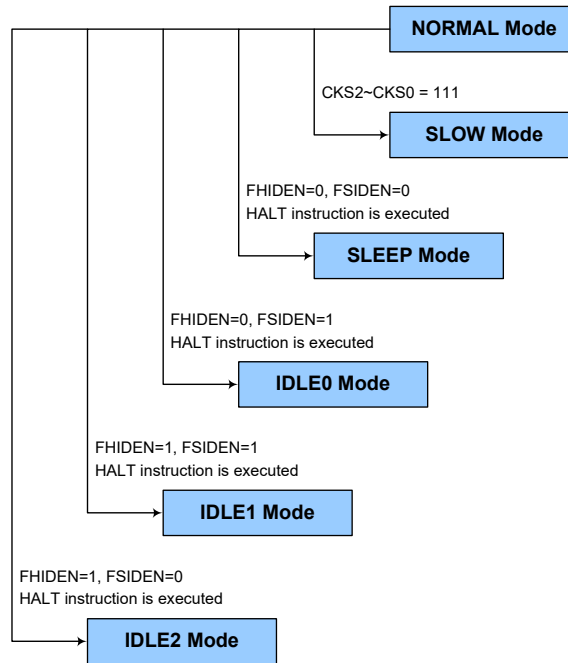 NORMAL Mode
CKS2~CKS0 = 111
SLOW Mode
FHIDEN=0, FSIDEN=0
HALT instruction is executed
SLEEP Mode
FHIDEN=0, FSIDEN=1
HALT instruction is executed
IDLE0 Mode
FHIDEN=1, FSIDEN=1
HALT instruction is executed
IDLE1 Mode
FHIDEN=1, FSIDEN=0
HALT instruction is executed
IDLE2 Mode